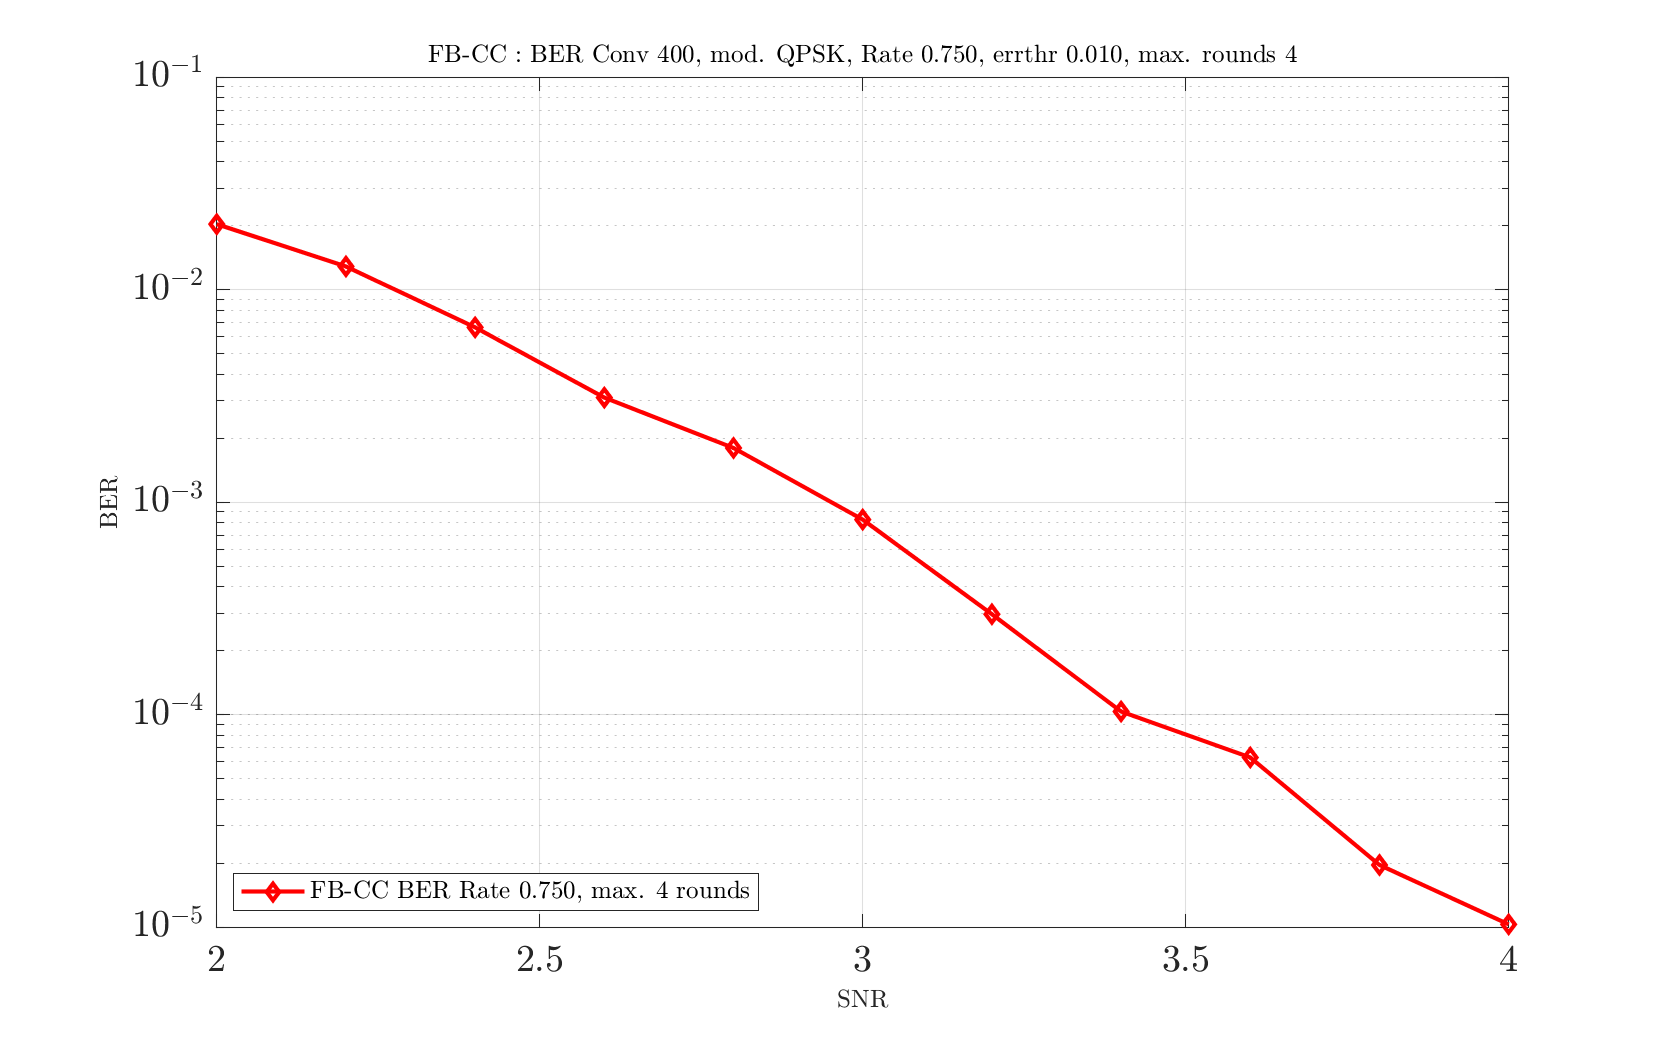 FB-CC : BER Conv 400, mod. QPSK, Rate 0.750, errthr 0.010, max. rounds 4
10⁻¹
10⁻²
10⁻³
10⁻⁴
10⁻⁵
BER
FB-CC BER Rate 0.750, max. 4 rounds
2 2.5 3 3.5 4
SNR